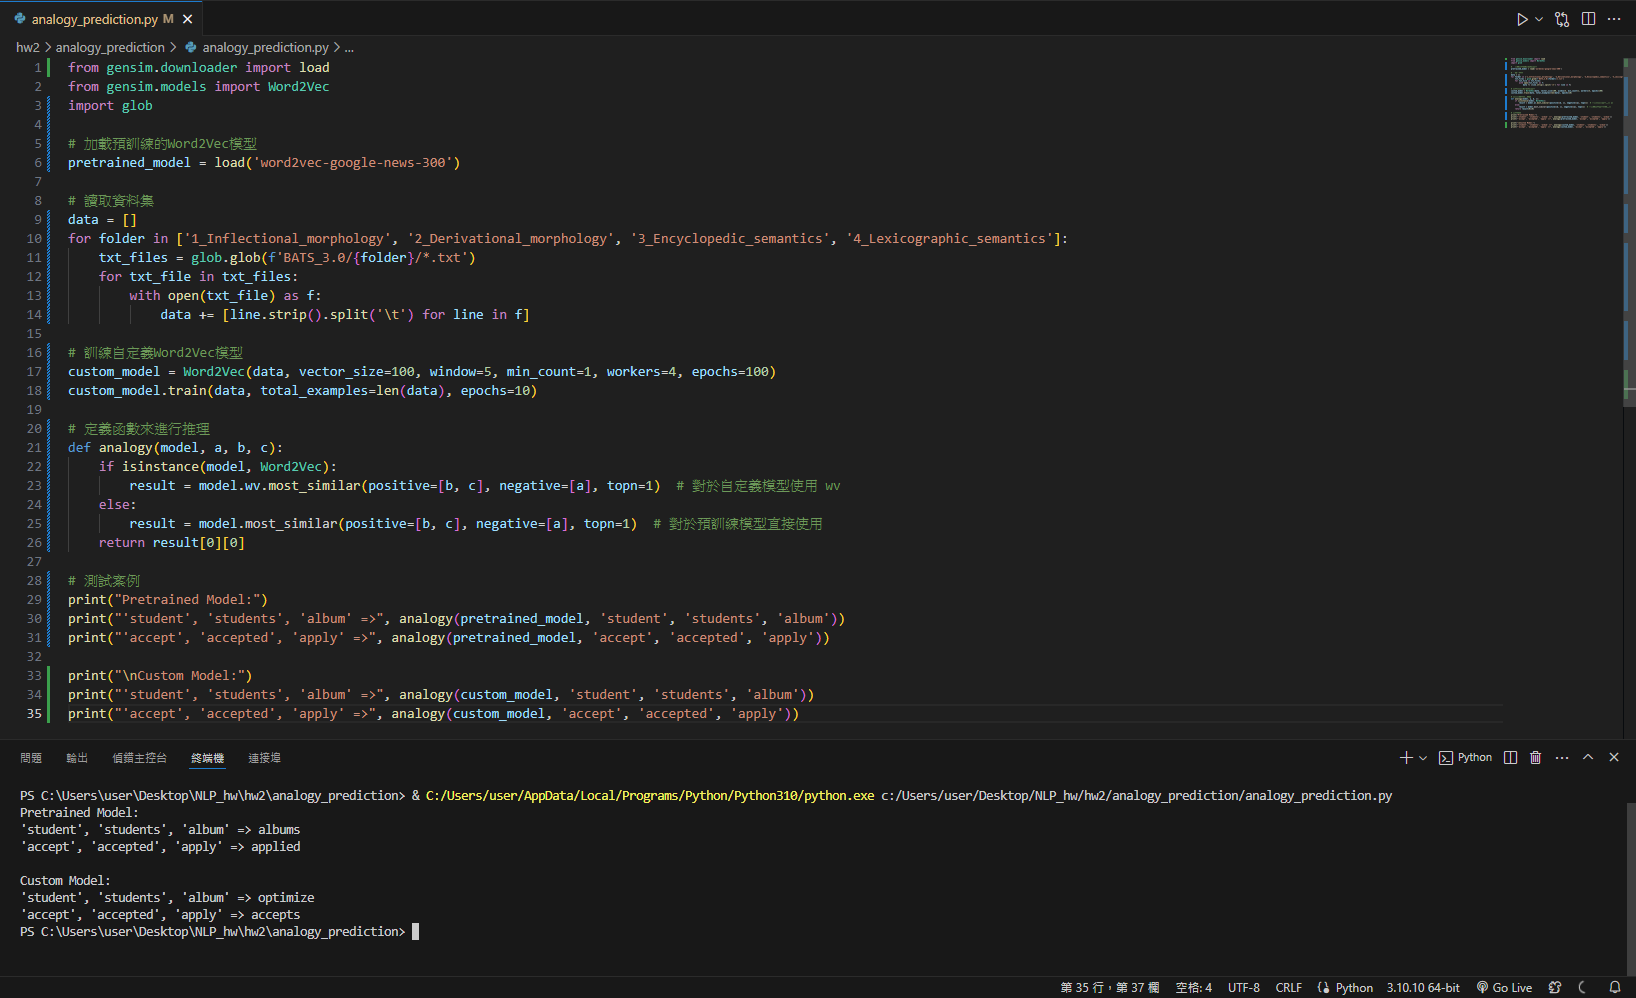 analogy_prediction.py M
hw2 > analogy_prediction > analogy_prediction.py > ...
1 from gensim.downloader import load
2 from gensim.models import Word2Vec
3 import glob
4
5 # 加載預訓練的Word2Vec模型
6 pretrained_model = load('word2vec-google-news-300')
7
8 # 讀取資料集
9 data = []
10 for folder in ['1_Inflectional_morphology', '2_Derivational_morphology', '3_Encyclopedic_semantics', '4_Lexicographic_semantics']:
11     txt_files = glob.glob(f'BATS_3.0/{folder}/*.txt')
12     for txt_file in txt_files:
13         with open(txt_file) as f:
14             data += [line.strip().split('\t') for line in f]
15
16 # 訓練自定義Word2Vec模型
17 custom_model = Word2Vec(data, vector_size=100, window=5, min_count=1, workers=4, epochs=100)
18 custom_model.train(data, total_examples=len(data), epochs=10)
19
20 # 定義函數來進行推理
21 def analogy(model, a, b, c):
22     if isinstance(model, Word2Vec):
23         result = model.wv.most_similar(positive=[b, c], negative=[a], topn=1)  # 對於自定義模型使用 wv
24     else:
25         result = model.most_similar(positive=[b, c], negative=[a], topn=1)  # 對於預訓練模型直接使用
26     return result[0][0]
27
28 # 測試案例
29 print("Pretrained Model:")
30 print("'student', 'students', 'album' =>", analogy(pretrained_model, 'student', 'students', 'album'))
31 print("'accept', 'accepted', 'apply' =>", analogy(pretrained_model, 'accept', 'accepted', 'apply'))
32
33 print("\nCustom Model:")
34 print("'student', 'students', 'album' =>", analogy(custom_model, 'student', 'students', 'album'))
35 print("'accept', 'accepted', 'apply' =>", analogy(custom_model, 'accept', 'accepted', 'apply'))
問題 輸出 偵錯主控台 終端機 連接埠 Python
PS C:\Users\user\Desktop\NLP_hw\hw2\analogy_prediction> & C:/Users/user/AppData/Local/Programs/Python/Python310/python.exe c:/Users/user/Desktop/NLP_hw/hw2/analogy_prediction/analogy_prediction.py
Pretrained Model:
'student', 'students', 'album' => albums
'accept', 'accepted', 'apply' => applied
Custom Model:
'student', 'students', 'album' => optimize
'accept', 'accepted', 'apply' => accepts
PS C:\Users\user\Desktop\NLP_hw\hw2\analogy_prediction>
第 35 行，第 37 欄 空格: 4 UTF-8 CRLF Python 3.10.10 64-bit Go Live